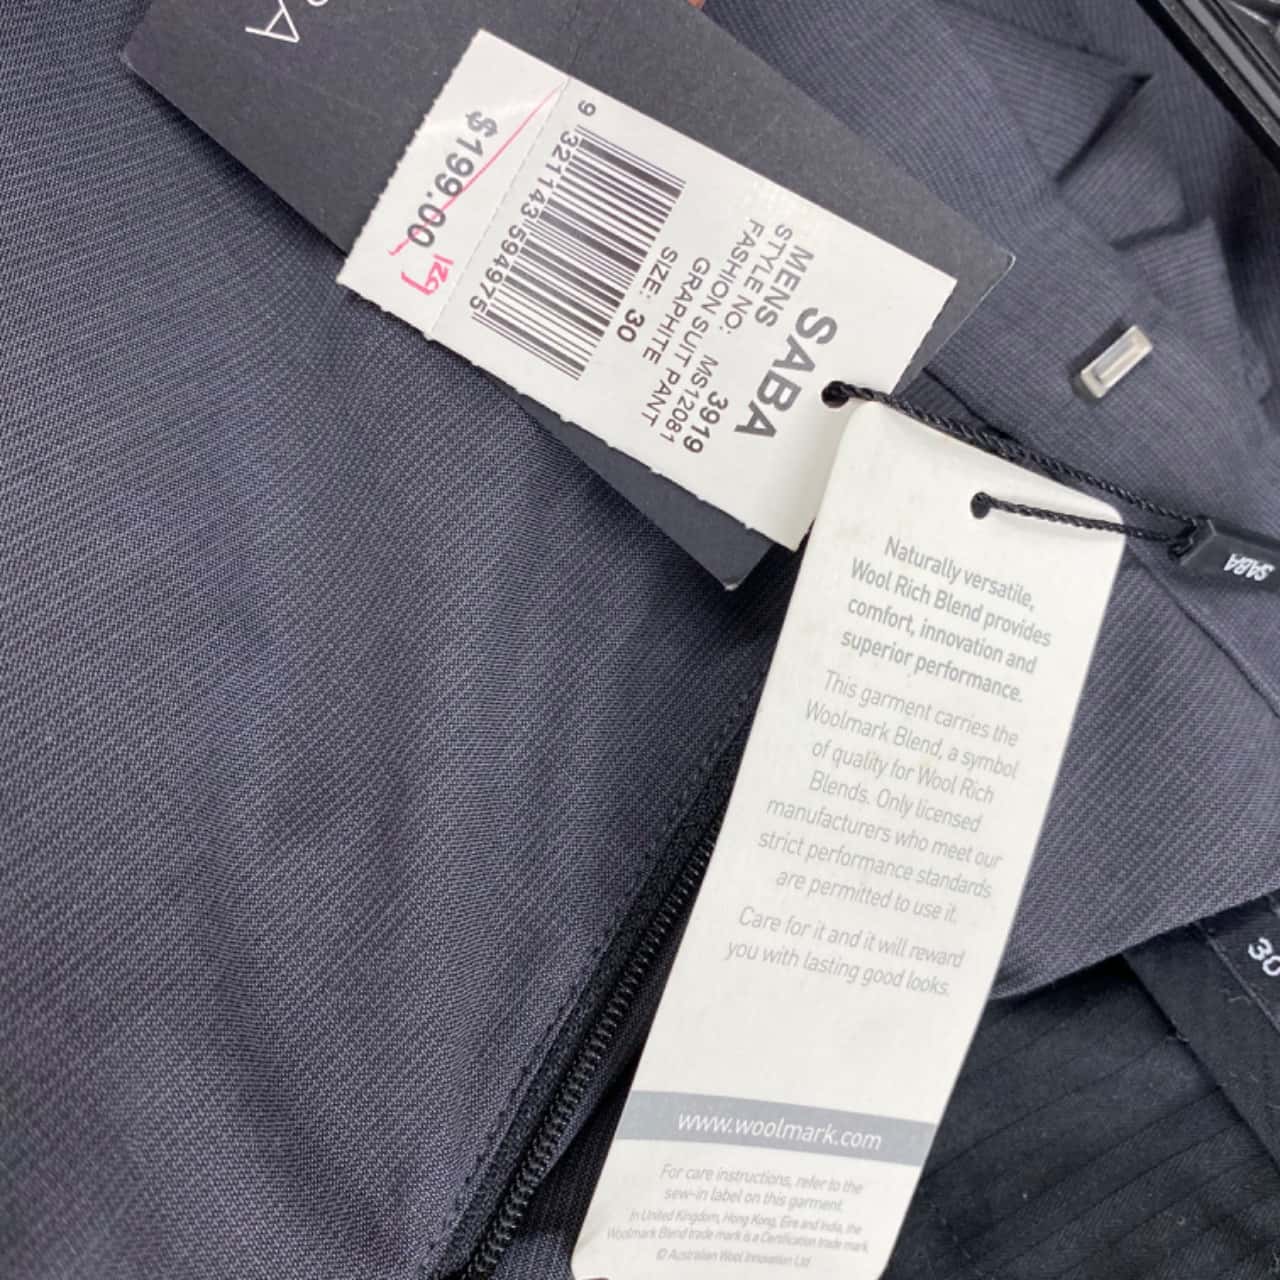 SABA
MENS 3919
STYLE NO: MS12081
FASHION SUIT PANT
GRAPHITE
SIZE: 30
9 321143 594975
$199.00
129
Naturally versatile,
Wool Rich Blend provides
comfort, innovation and
superior performance.
This garment carries the
Woolmark Blend, a symbol
of quality for Wool Rich
Blends. Only licensed
manufacturers who meet our
strict performance standards
are permitted to use it.
Care for it and it will reward
you with lasting good looks.
www.woolmark.com
For care instructions, refer to the
sew-in label on this garment.
In United Kingdom, Hong Kong, Eire and India, the
Woolmark Blend trade mark is a Certification trade mark.
© Australian Wool Innovation Ltd
SABA
30